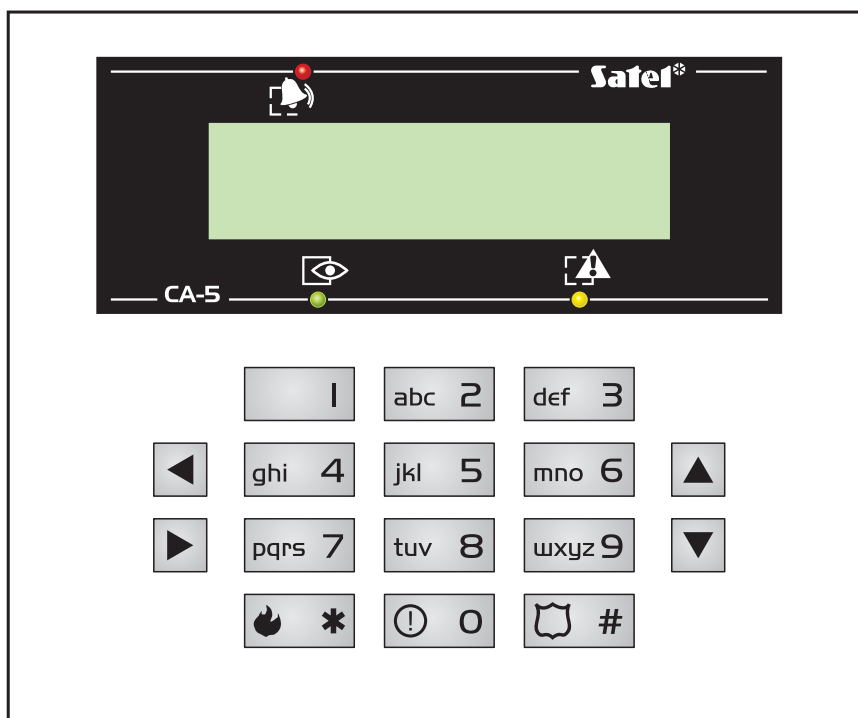 Satel
CA-5
1
abc 2
def 3
ghi 4
jkl 5
mno 6
pqrs 7
tuv 8
wxyz 9
*
! 0
#